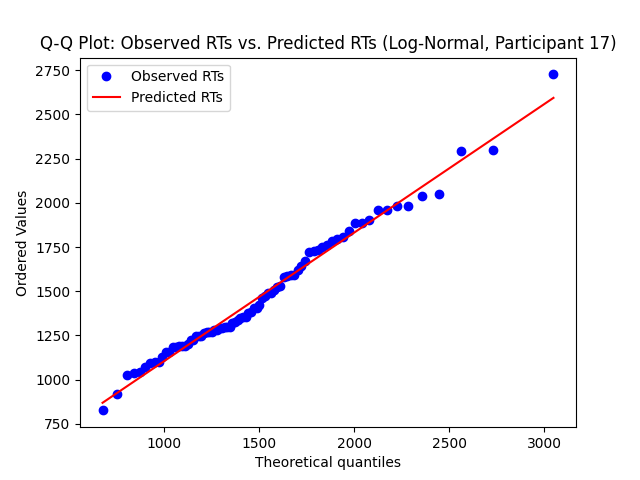 Q-Q Plot: Observed RTs vs. Predicted RTs (Log-Normal, Participant 17)
Observed RTs
Predicted RTs
Ordered Values
2750
2500
2250
2000
1750
1500
1250
1000
750
1000 1500 2000 2500 3000
Theoretical quantiles